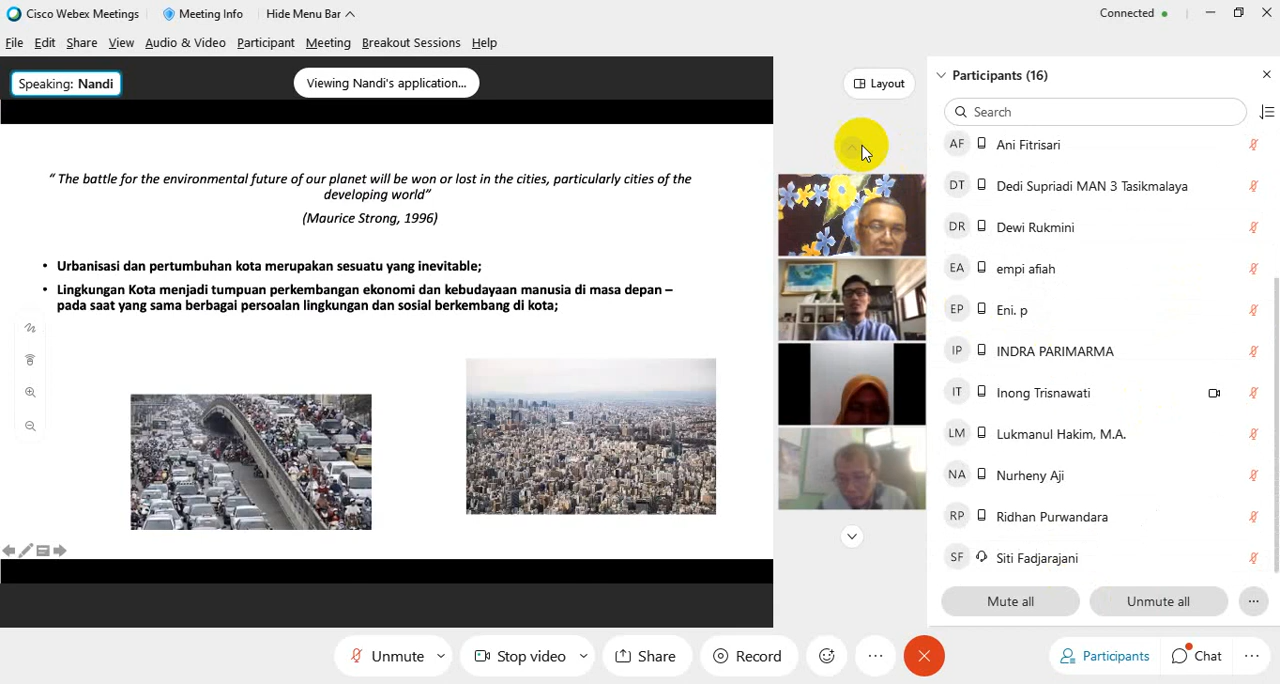 Cisco Webex Meetings
Meeting Info
Hide Menu Bar
Connected
File Edit Share View Audio & Video Participant Meeting Breakout Sessions Help
Speaking: Nandi
Viewing Nandi's application...
Layout
“ The battle for the environmental future of our planet will be won or lost in the cities, particularly cities of the
developing world”
(Maurice Strong, 1996)
• Urbanisasi dan pertumbuhan kota merupakan sesuatu yang inevitable;
• Lingkungan Kota menjadi tumpuan perkembangan ekonomi dan kebudayaan manusia di masa depan –
pada saat yang sama berbagai persoalan lingkungan dan sosial berkembang di kota;
Participants (16)
Search
AF Ani Fitrisari
DT Dedi Supriadi MAN 3 Tasikmalaya
DR Dewi Rukmini
EA empi afiah
EP Eni. p
IP INDRA PARIMARMA
IT Inong Trisnawati
LM Lukmanul Hakim, M.A.
NA Nurheny Aji
RP Ridhan Purwandara
SF Siti Fadjarajani
Mute all
Unmute all
Unmute
Stop video
Share
Record
Participants
Chat